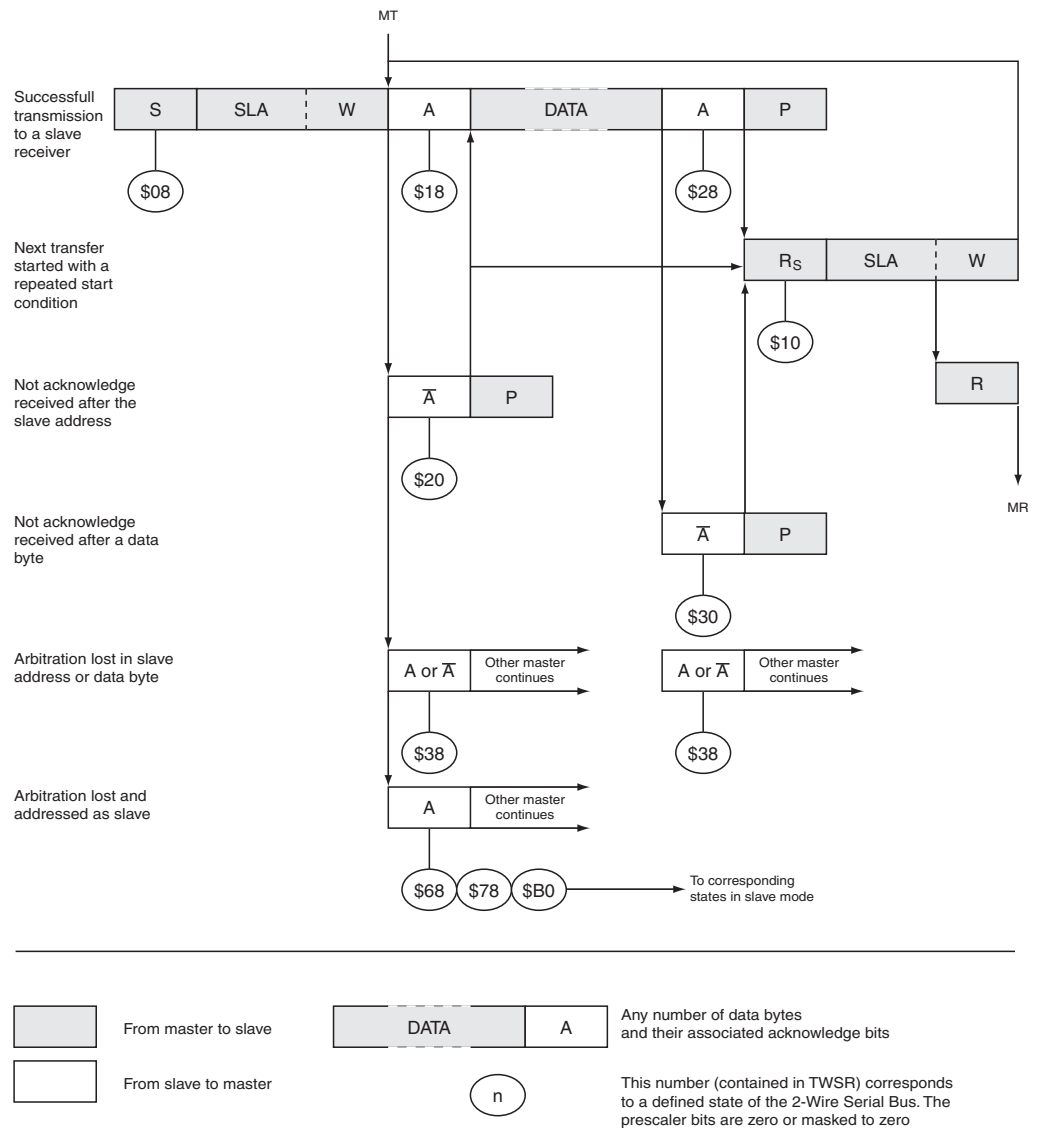 MT
Successfull
transmission
to a slave
receiver
S SLA W A DATA A P
$08 $18 $28
Next transfer
started with a
repeated start
condition
RS SLA W
$10
Not acknowledge
received after the
slave address
A̅ P
R
$20
MR
Not acknowledge
received after a data
byte
A̅ P
$30
Arbitration lost in slave
address or data byte
A or A̅ Other master
continues
A or A̅ Other master
continues
$38 $38
Arbitration lost and
addressed as slave
A Other master
continues
$68 $78 $B0
To corresponding
states in slave mode
From master to slave
DATA A
Any number of data bytes
and their associated acknowledge bits
From slave to master
n
This number (contained in TWSR) corresponds
to a defined state of the 2-Wire Serial Bus. The
prescaler bits are zero or masked to zero